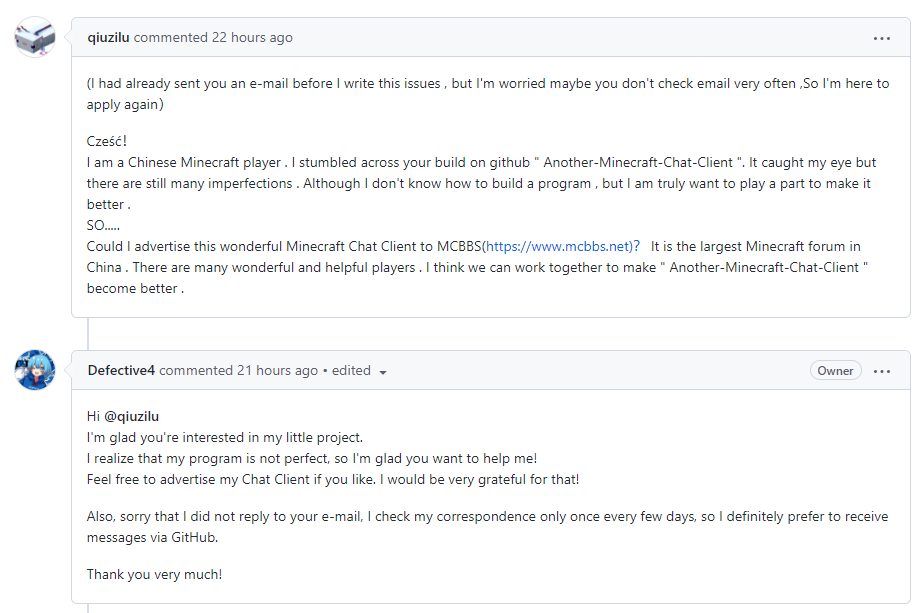 qiuzilu commented 22 hours ago
(I had already sent you an e-mail before I write this issues , but I'm worried maybe you don't check email very often ,So I'm here to
apply again)
Cześć!
I am a Chinese Minecraft player . I stumbled across your build on github " Another-Minecraft-Chat-Client ". It caught my eye but
there are still many imperfections . Although I don't know how to build a program , but I am truly want to play a part to make it
better .
SO.....
Could I advertise this wonderful Minecraft Chat Client to MCBBS(https://www.mcbbs.net)? It is the largest Minecraft forum in
China . There are many wonderful and helpful players . I think we can work together to make " Another-Minecraft-Chat-Client "
become better .
Defective4 commented 21 hours ago • edited Owner
Hi @qiuzilu
I'm glad you're interested in my little project.
I realize that my program is not perfect, so I'm glad you want to help me!
Feel free to advertise my Chat Client if you like. I would be very grateful for that!
Also, sorry that I did not reply to your e-mail, I check my correspondence only once every few days, so I definitely prefer to receive
messages via GitHub.
Thank you very much!